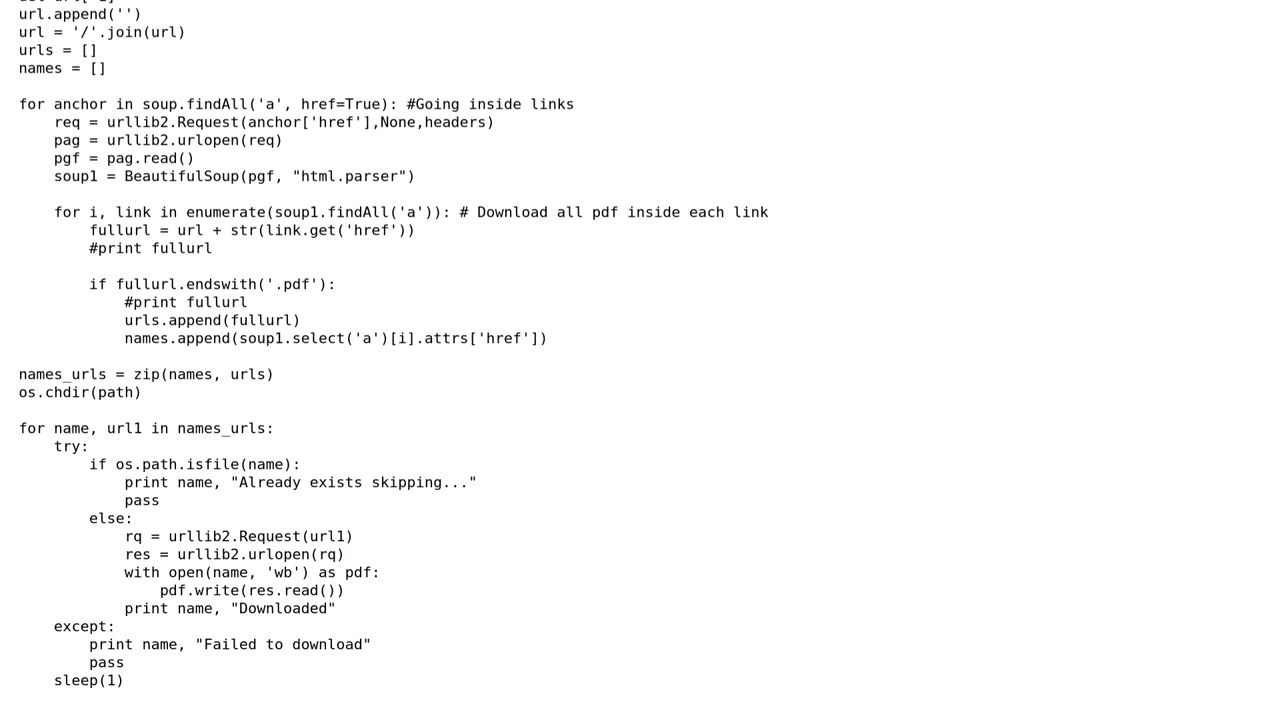 url.append('')
url = '/'.join(url)
urls = []
names = []
for anchor in soup.findAll('a', href=True): #Going inside links
    req = urllib2.Request(anchor['href'],None,headers)
    pag = urllib2.urlopen(req)
    pgf = pag.read()
    soup1 = BeautifulSoup(pgf, "html.parser")
    for i, link in enumerate(soup1.findAll('a')): # Download all pdf inside each link
        fullurl = url + str(link.get('href'))
        #print fullurl
        if fullurl.endswith('.pdf'):
            #print fullurl
            urls.append(fullurl)
            names.append(soup1.select('a')[i].attrs['href'])
names_urls = zip(names, urls)
os.chdir(path)
for name, url1 in names_urls:
    try:
        if os.path.isfile(name):
            print name, "Already exists skipping..."
            pass
        else:
            rq = urllib2.Request(url1)
            res = urllib2.urlopen(rq)
            with open(name, 'wb') as pdf:
                pdf.write(res.read())
            print name, "Downloaded"
    except:
        print name, "Failed to download"
        pass
    sleep(1)